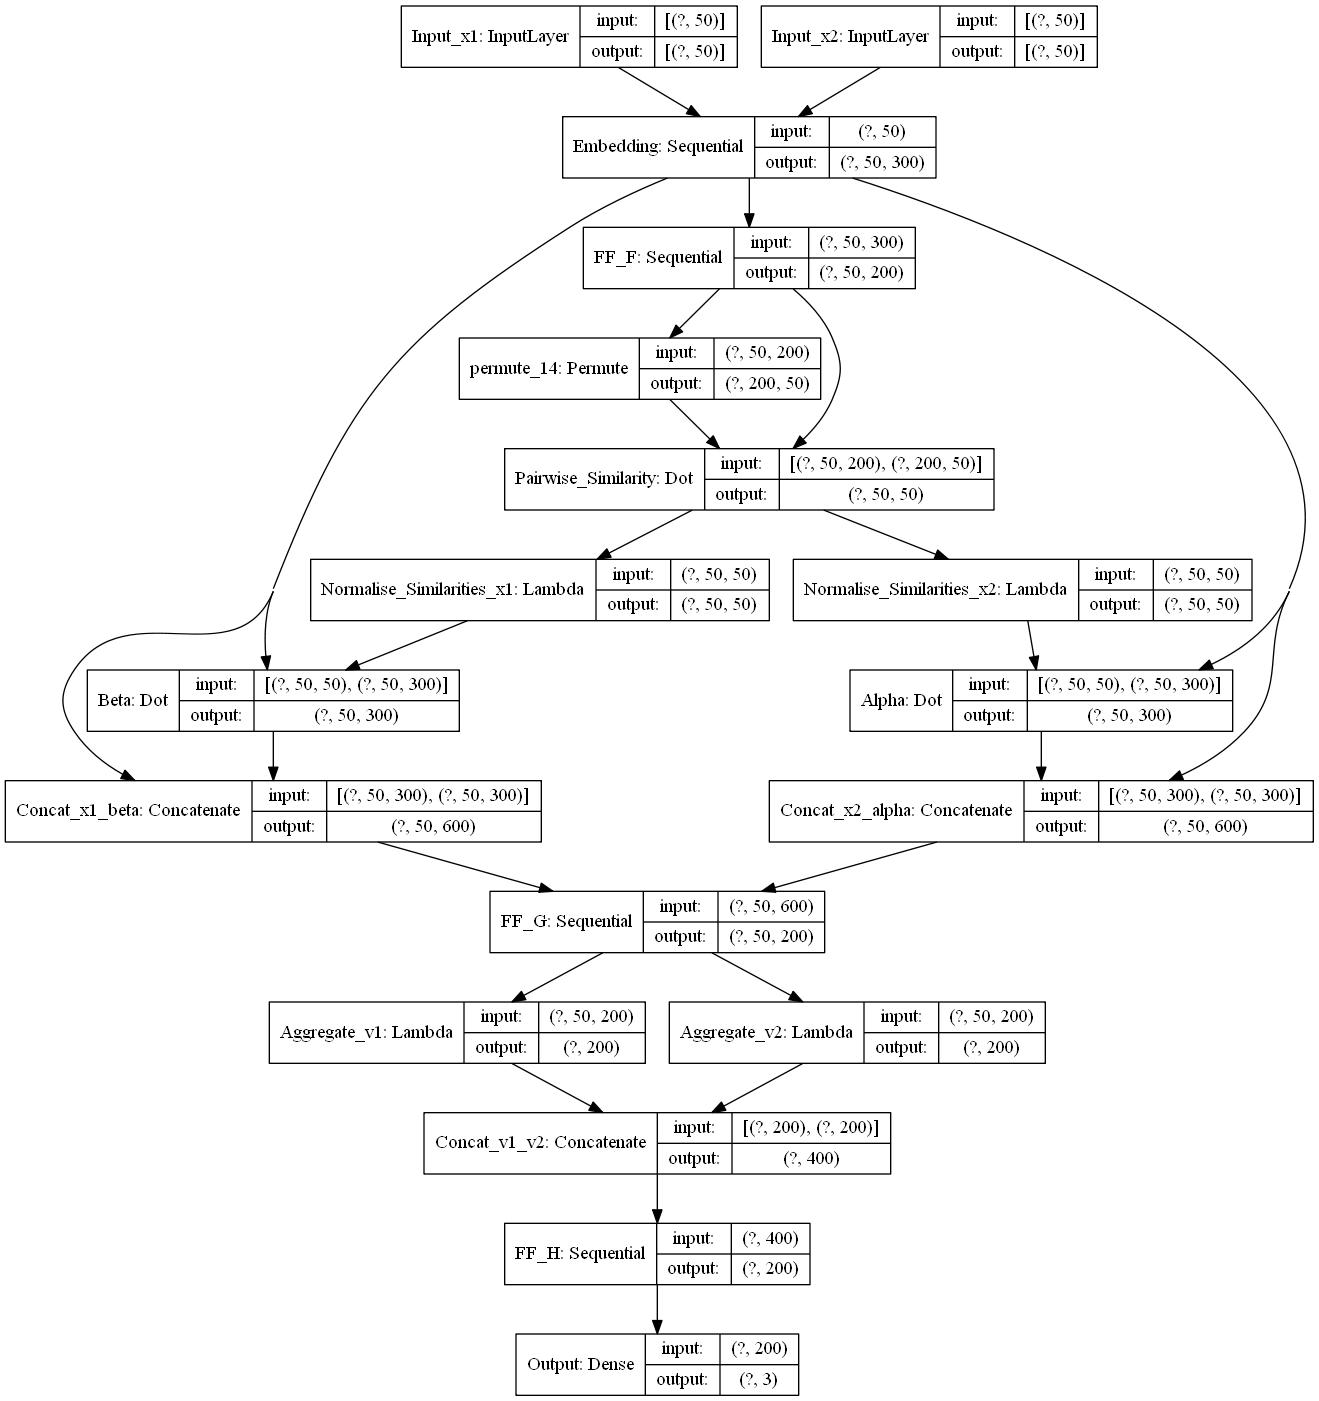 Input_x1: InputLayer
input: [(?, 50)]
output: [(?, 50)]
Input_x2: InputLayer
input: [(?, 50)]
output: [(?, 50)]
Embedding: Sequential
input: (?, 50)
output: (?, 50, 300)
FF_F: Sequential
input: (?, 50, 300)
output: (?, 50, 200)
permute_14: Permute
input: (?, 50, 200)
output: (?, 200, 50)
Pairwise_Similarity: Dot
input: [(?, 50, 200), (?, 200, 50)]
output: (?, 50, 50)
Normalise_Similarities_x1: Lambda
input: (?, 50, 50)
output: (?, 50, 50)
Normalise_Similarities_x2: Lambda
input: (?, 50, 50)
output: (?, 50, 50)
Beta: Dot
input: [(?, 50, 50), (?, 50, 300)]
output: (?, 50, 300)
Alpha: Dot
input: [(?, 50, 50), (?, 50, 300)]
output: (?, 50, 300)
Concat_x1_beta: Concatenate
input: [(?, 50, 300), (?, 50, 300)]
output: (?, 50, 600)
Concat_x2_alpha: Concatenate
input: [(?, 50, 300), (?, 50, 300)]
output: (?, 50, 600)
FF_G: Sequential
input: (?, 50, 600)
output: (?, 50, 200)
Aggregate_v1: Lambda
input: (?, 50, 200)
output: (?, 200)
Aggregate_v2: Lambda
input: (?, 50, 200)
output: (?, 200)
Concat_v1_v2: Concatenate
input: [(?, 200), (?, 200)]
output: (?, 400)
FF_H: Sequential
input: (?, 400)
output: (?, 200)
Output: Dense
input: (?, 200)
output: (?, 3)